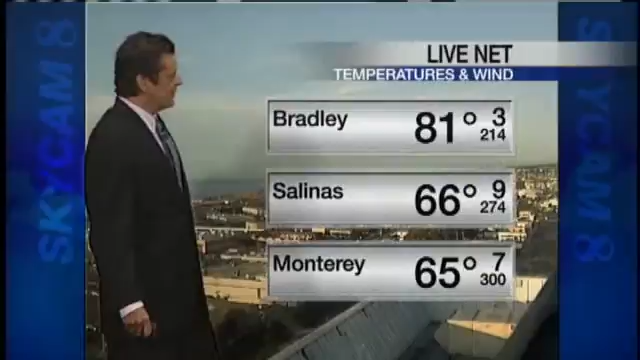 SKYCAM 8
LIVE NET
TEMPERATURES & WIND
Bradley 81° 3 214
Salinas 66° 9 274
Monterey 65° 7 300
SKYCAM 8